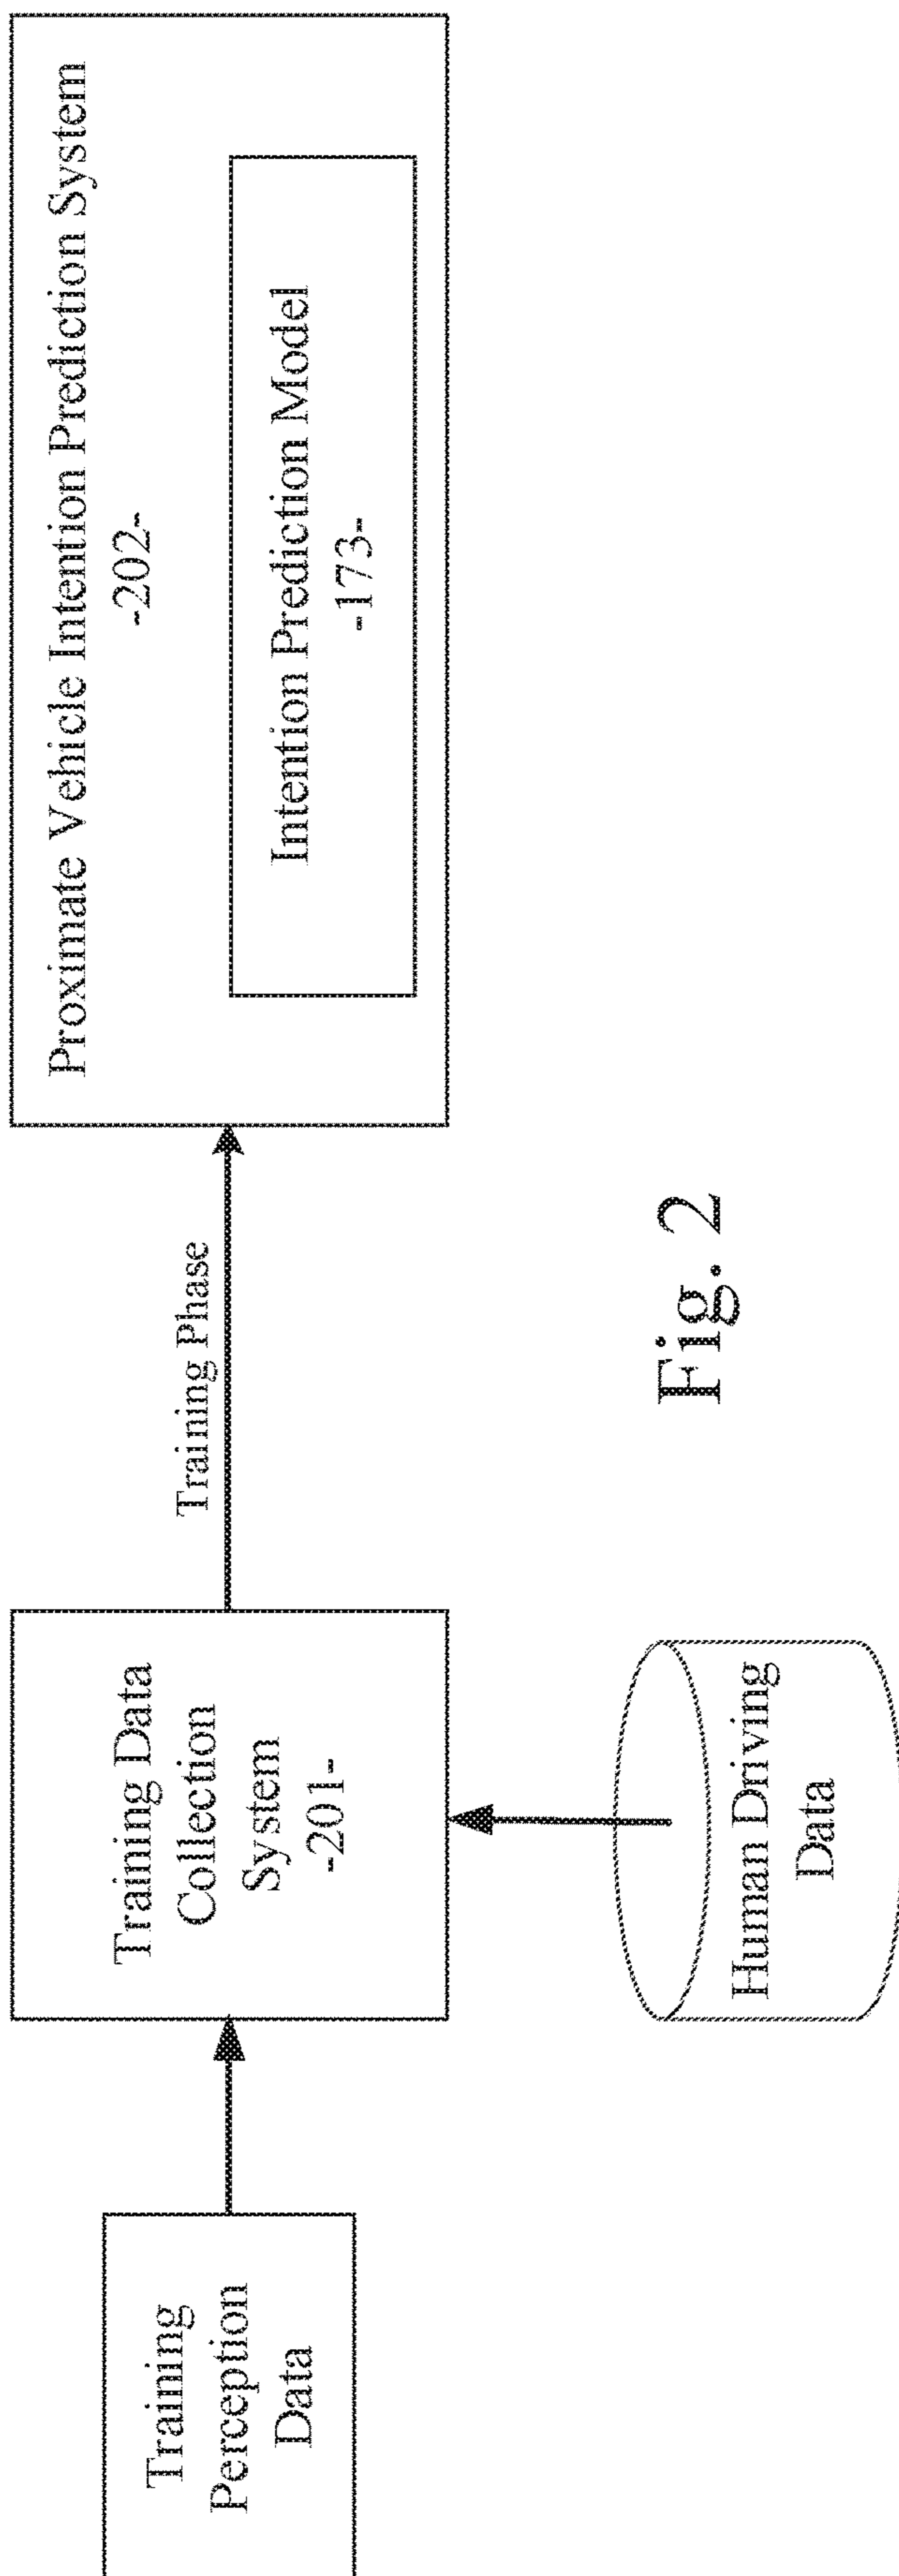 Training
Perception
Data
Training Data
Collection
System
-201-
Human Driving
Data
Training Phase
Proximate Vehicle Intention Prediction System
-202-
Intention Prediction Model
-173-
Fig. 2